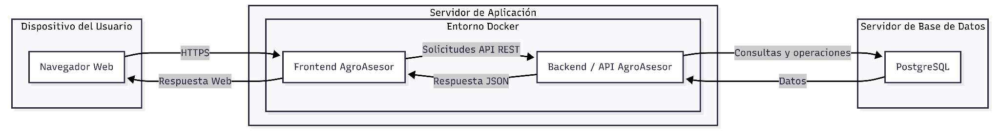 Dispositivo del Usuario
Navegador Web
HTTPS
Respuesta Web
Servidor de Aplicación
Entorno Docker
Frontend AgroAsesor
Solicitudes API REST
Respuesta JSON
Backend / API AgroAsesor
Consultas y operaciones
Datos
Servidor de Base de Datos
PostgreSQL